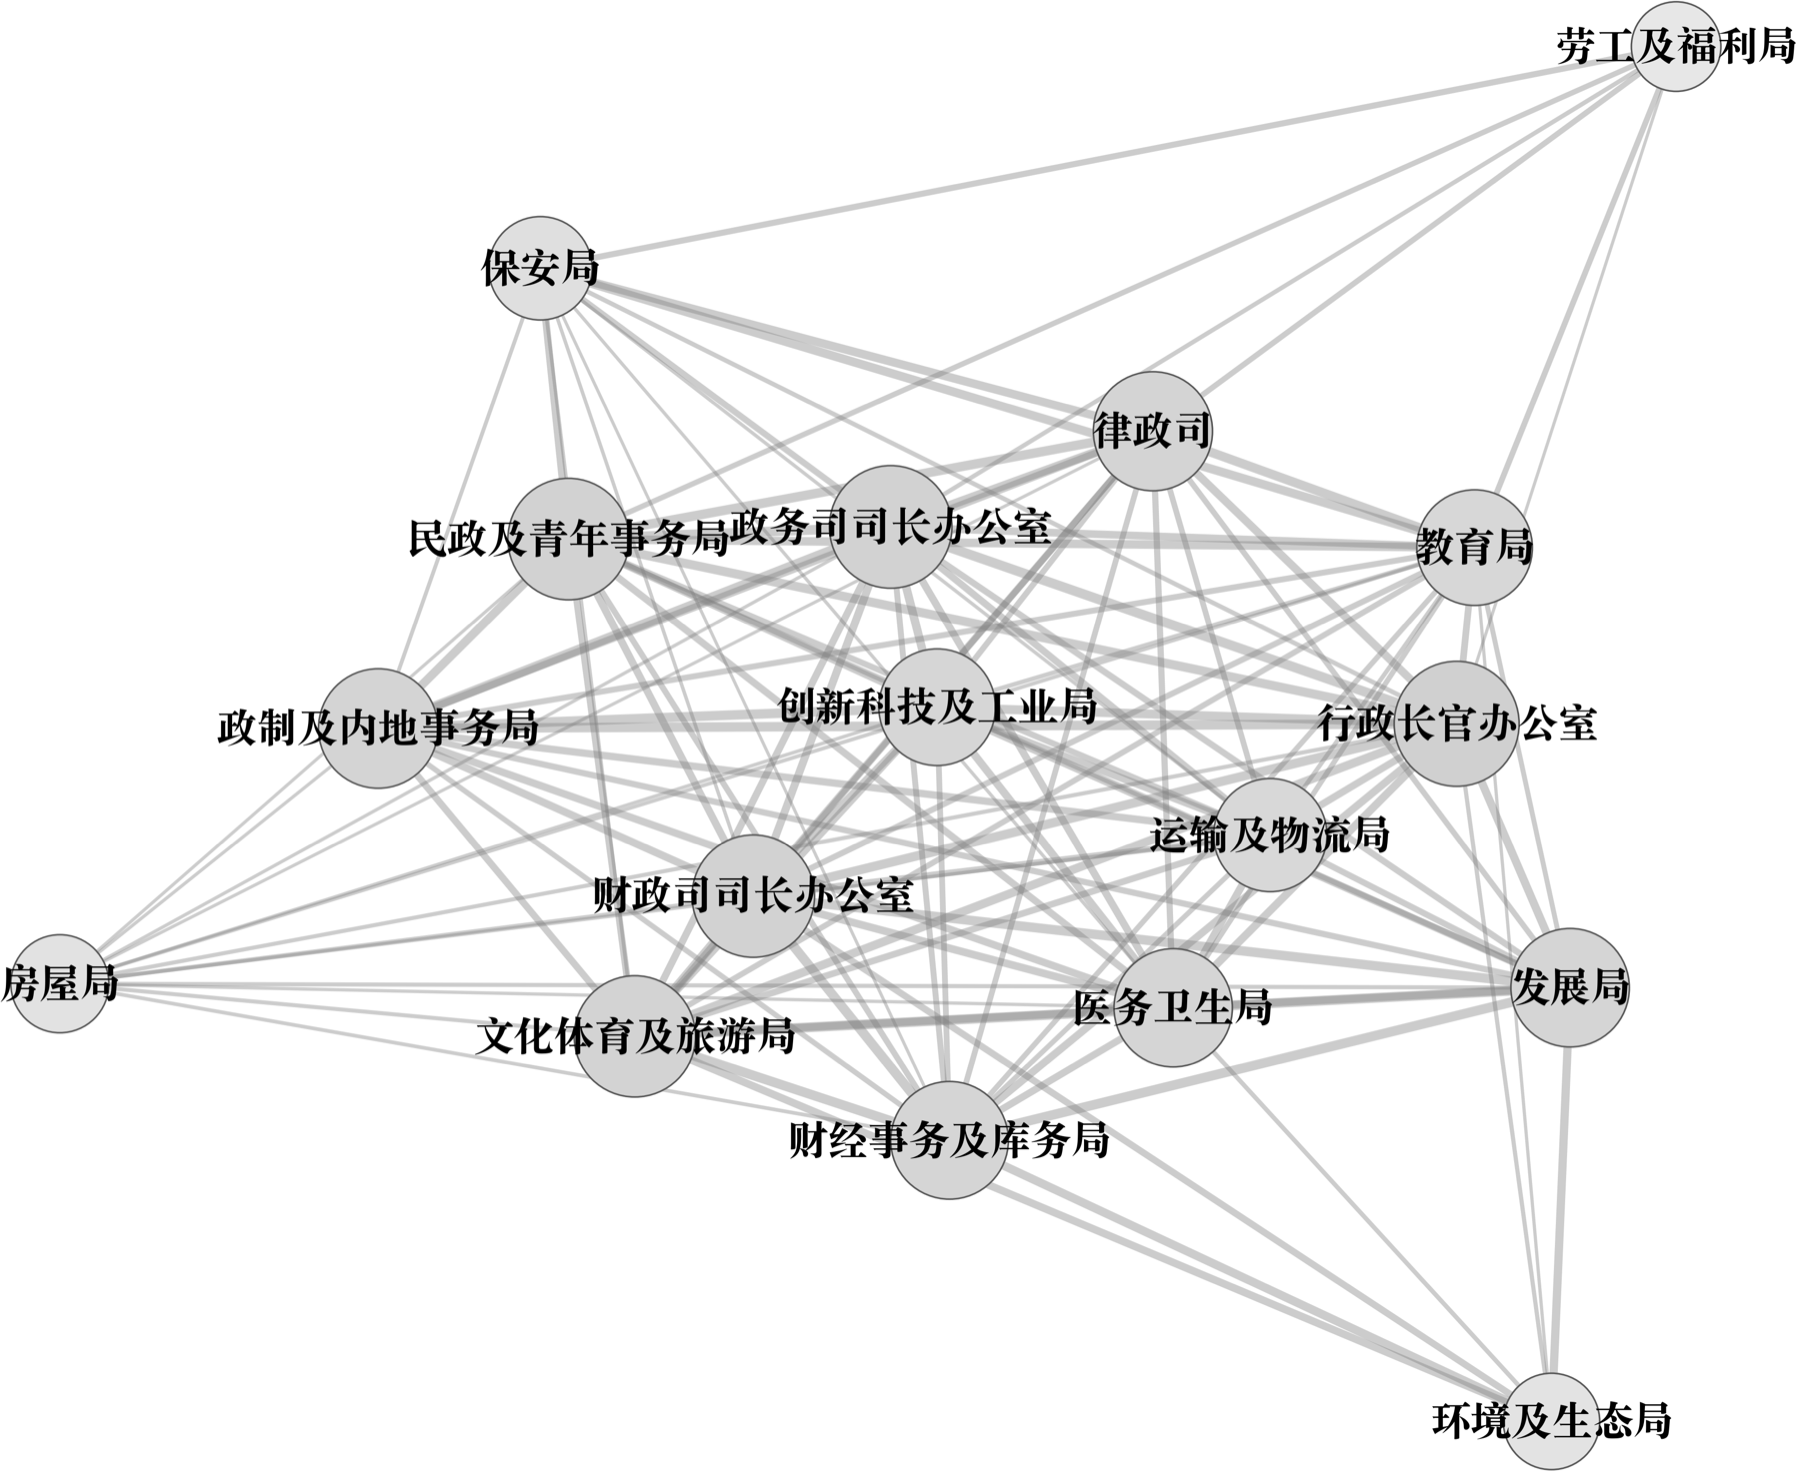 劳工及福利局
保安局
律政司
政务司司长办公室
民政及青年事务局
教育局
创新科技及工业局
行政长官办公室
政制及内地事务局
运输及物流局
财政司司长办公室
房屋局
发展局
医务卫生局
文化体育及旅游局
财经事务及库务局
环境及生态局